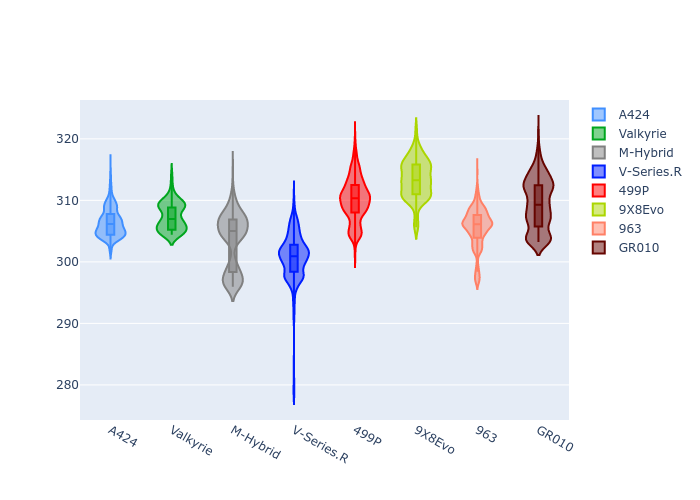 320
310
300
290
280
A424
Valkyrie
M-Hybrid
V-Series.R
499P
9X8Evo
963
GR010
A424
Valkyrie
M-Hybrid
V-Series.R
499P
9X8Evo
963
GR010